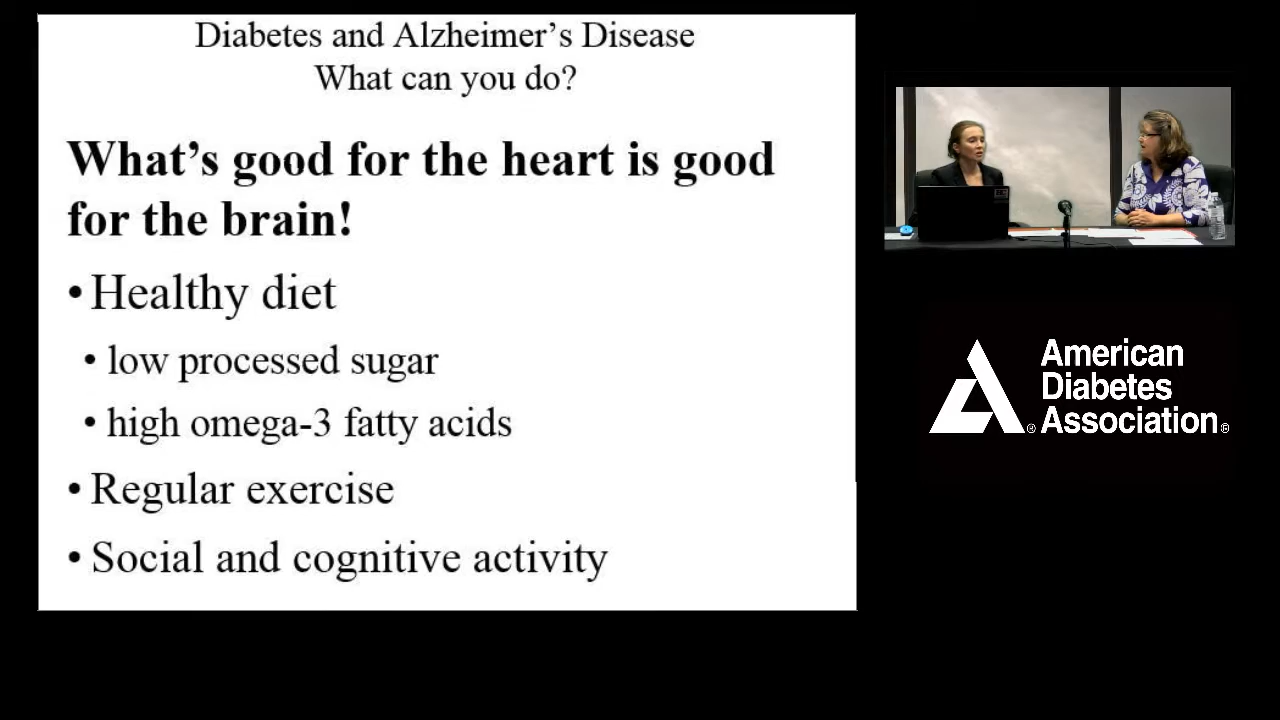 Diabetes and Alzheimer's Disease
What can you do?
What's good for the heart is good
for the brain!
• Healthy diet
• low processed sugar
• high omega-3 fatty acids
• Regular exercise
• Social and cognitive activity
American
Diabetes
® Association®